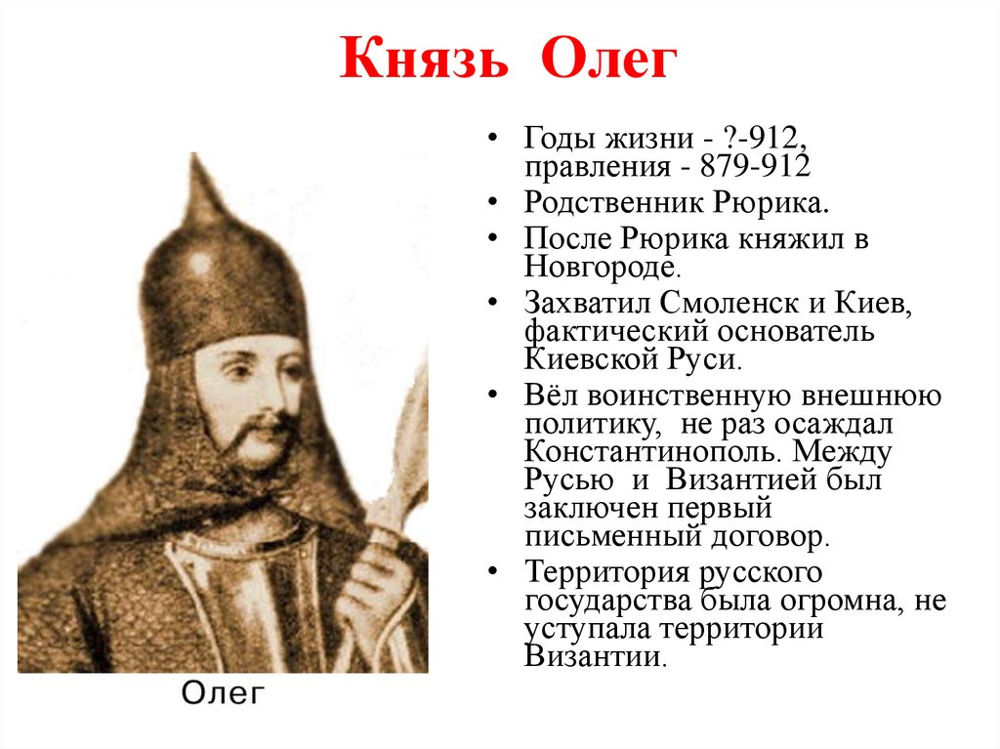 Князь Олег
• Годы жизни - ?-912,
правления - 879-912
• Родственник Рюрика.
• После Рюрика княжил в
Новгороде.
• Захватил Смоленск и Киев,
фактический основатель
Киевской Руси.
• Вёл воинственную внешнюю
политику, не раз осаждал
Константинополь. Между
Русью и Византией был
заключен первый
письменный договор.
• Территория русского
государства была огромна, не
уступала территории
Византии.
Олег